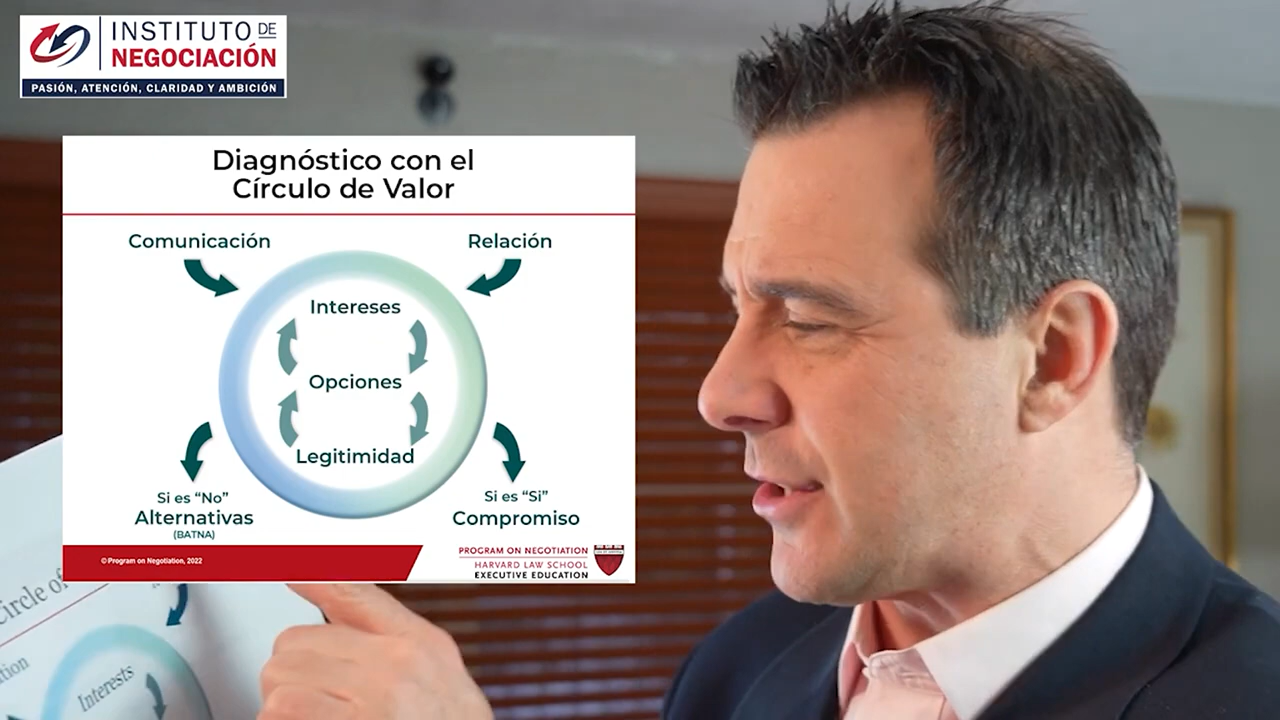 INSTITUTO DE
NEGOCIACIÓN
PASIÓN, ATENCIÓN, CLARIDAD Y AMBICIÓN
Diagnóstico con el
Círculo de Valor
Comunicación
Relación
Intereses
Opciones
Legitimidad
Si es “No”
Alternativas
(BATNA)
Si es “Si”
Compromiso
©Program on Negotiation, 2022
PROGRAM ON NEGOTIATION
HARVARD LAW SCHOOL
EXECUTIVE EDUCATION
Circle of
Interests